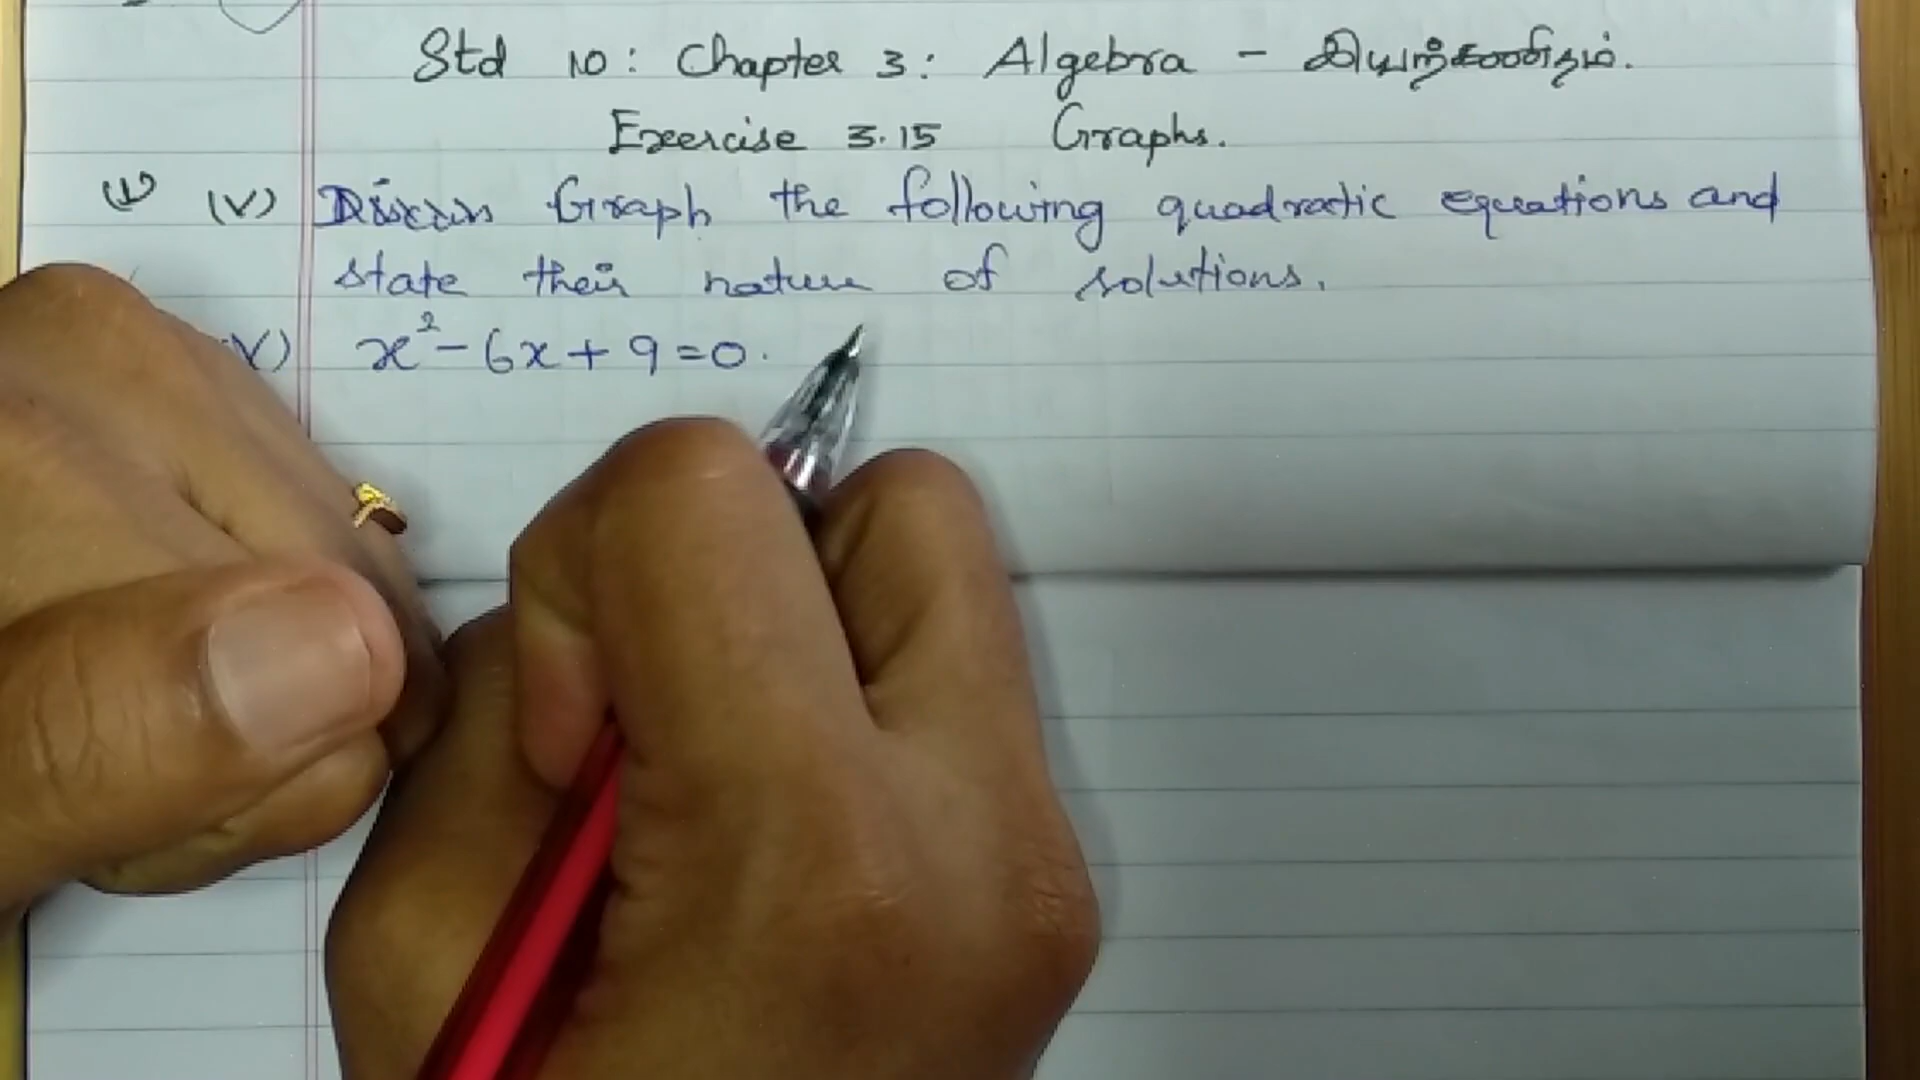 Std 10: Chapter 3: Algebra - இயற்கணிதம்.
Exercise 3.15 Graphs.
(1) (V) Graph the following quadratic equations and
state their nature of solutions.
V) x² - 6x + 9 = 0.